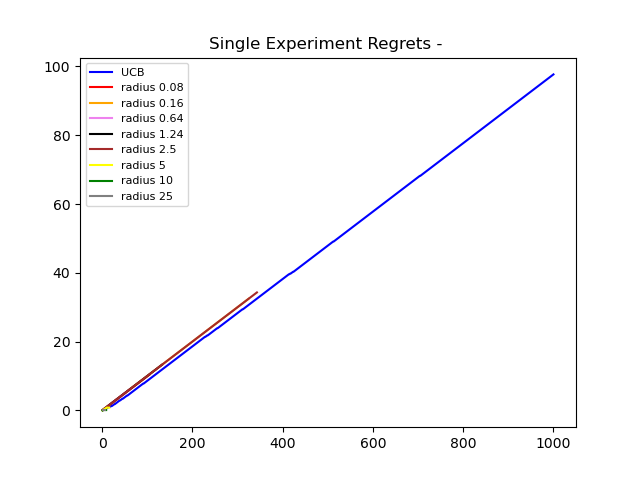 Single Experiment Regrets -
100
80
60
40
20
0
UCB
radius 0.08
radius 0.16
radius 0.64
radius 1.24
radius 2.5
radius 5
radius 10
radius 25
0 200 400 600 800 1000